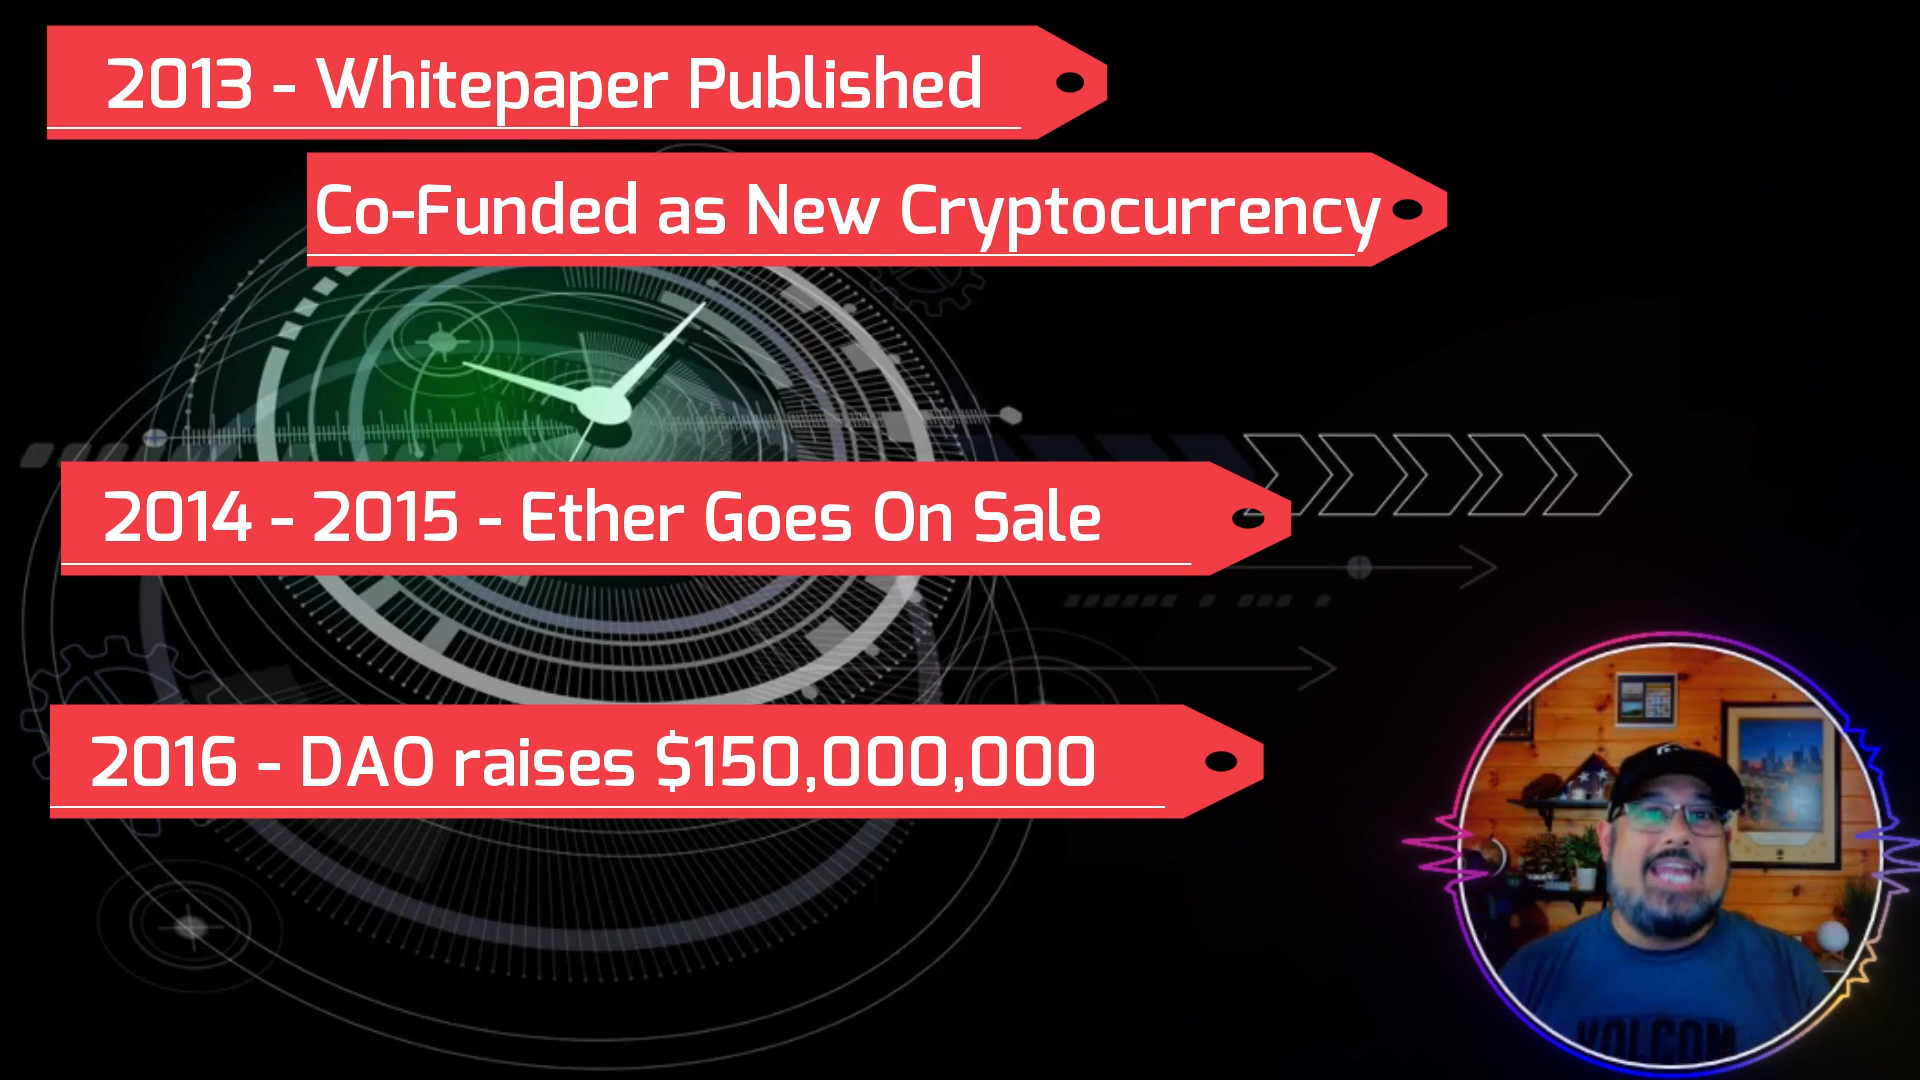 2013 - Whitepaper Published
Co-Funded as New Cryptocurrency
2014 - 2015 - Ether Goes On Sale
2016 - DAO raises $150,000,000
VOLCOM